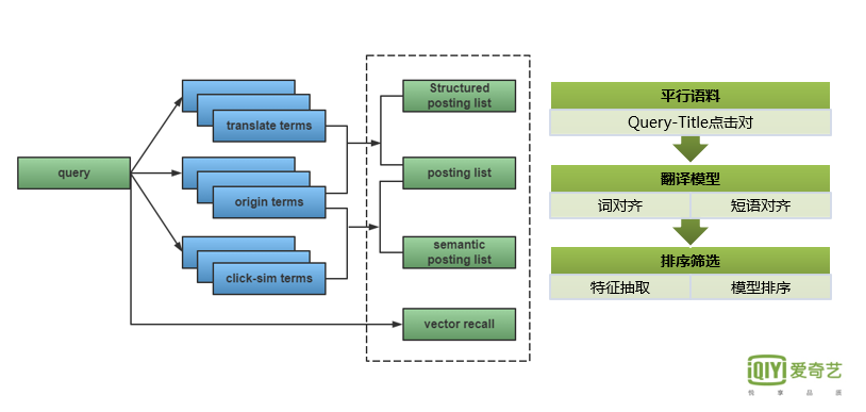 query
translate terms
origin terms
click-sim terms
Structured
posting list
posting list
semantic
posting list
vector recall
平行语料
Query-Title点击对
翻译模型
词对齐
短语对齐
排序筛选
特征抽取
模型排序
iQIYI 爱奇艺
悦享品质